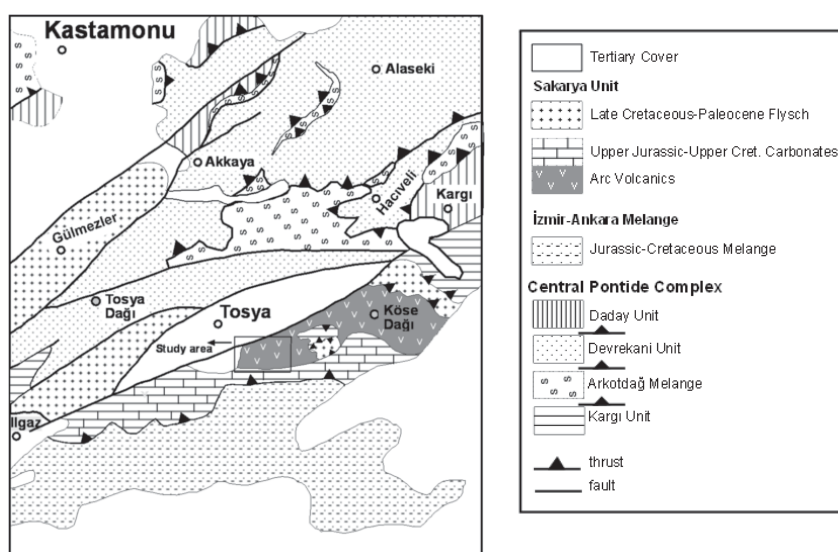 Kastamonu
Alaseki
Akkaya
Hacıveli
Kargı
Gülmezler
Tosya
Dağı
Tosya
Köse
Dağı
Study area
Ilgaz
Tertiary Cover
Sakarya Unit
Late Cretaceous-Paleocene Flysch
Upper Jurassic-Upper Cret. Carbonates
Arc Volcanics
İzmir-Ankara Melange
Jurassic-Cretaceous Melange
Central Pontide Complex
Daday Unit
Devrekani Unit
Arkotdağ Melange
Kargı Unit
thrust
fault